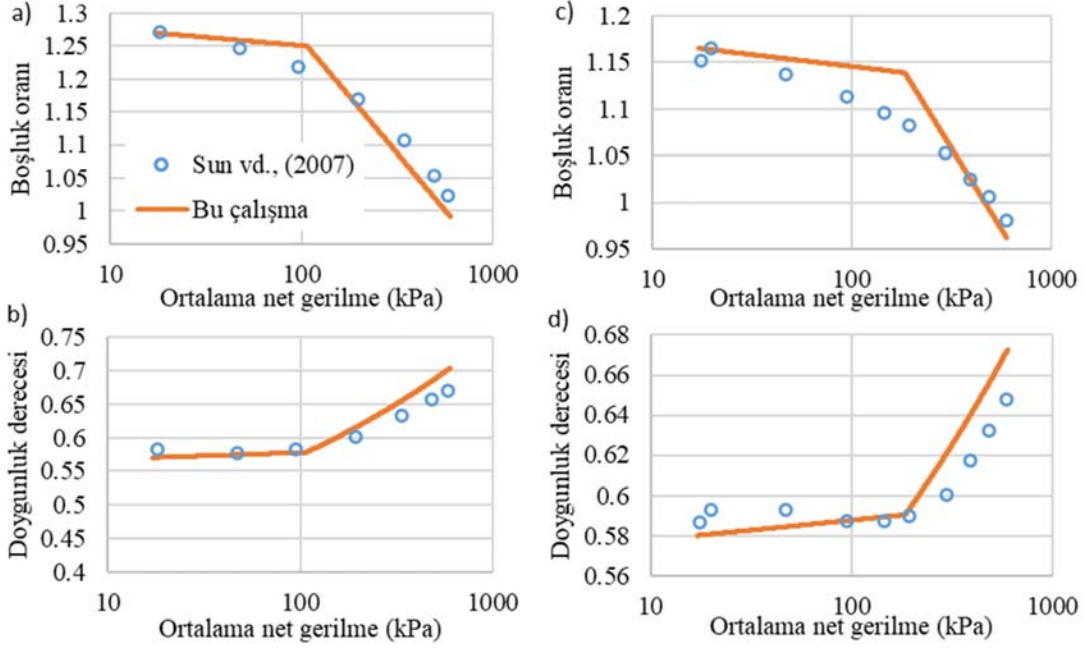 a)
1.3
1.25
1.2
1.15
1.1
1.05
1
0.95
Boşluk oranı
Sun vd., (2007)
Bu çalışma
10 100 1000
Ortalama net gerilme (kPa)
c)
1.2
1.15
1.1
1.05
1
0.95
Boşluk oranı
10 100 1000
Ortalama net gerilme (kPa)
b)
0.75
0.7
0.65
0.6
0.55
0.5
0.45
0.4
Doygunluk derecesi
10 100 1000
Ortalama net gerilme (kPa)
d)
0.68
0.66
0.64
0.62
0.6
0.58
0.56
Doygunluk derecesi
10 100 1000
Ortalama net gerilme (kPa)